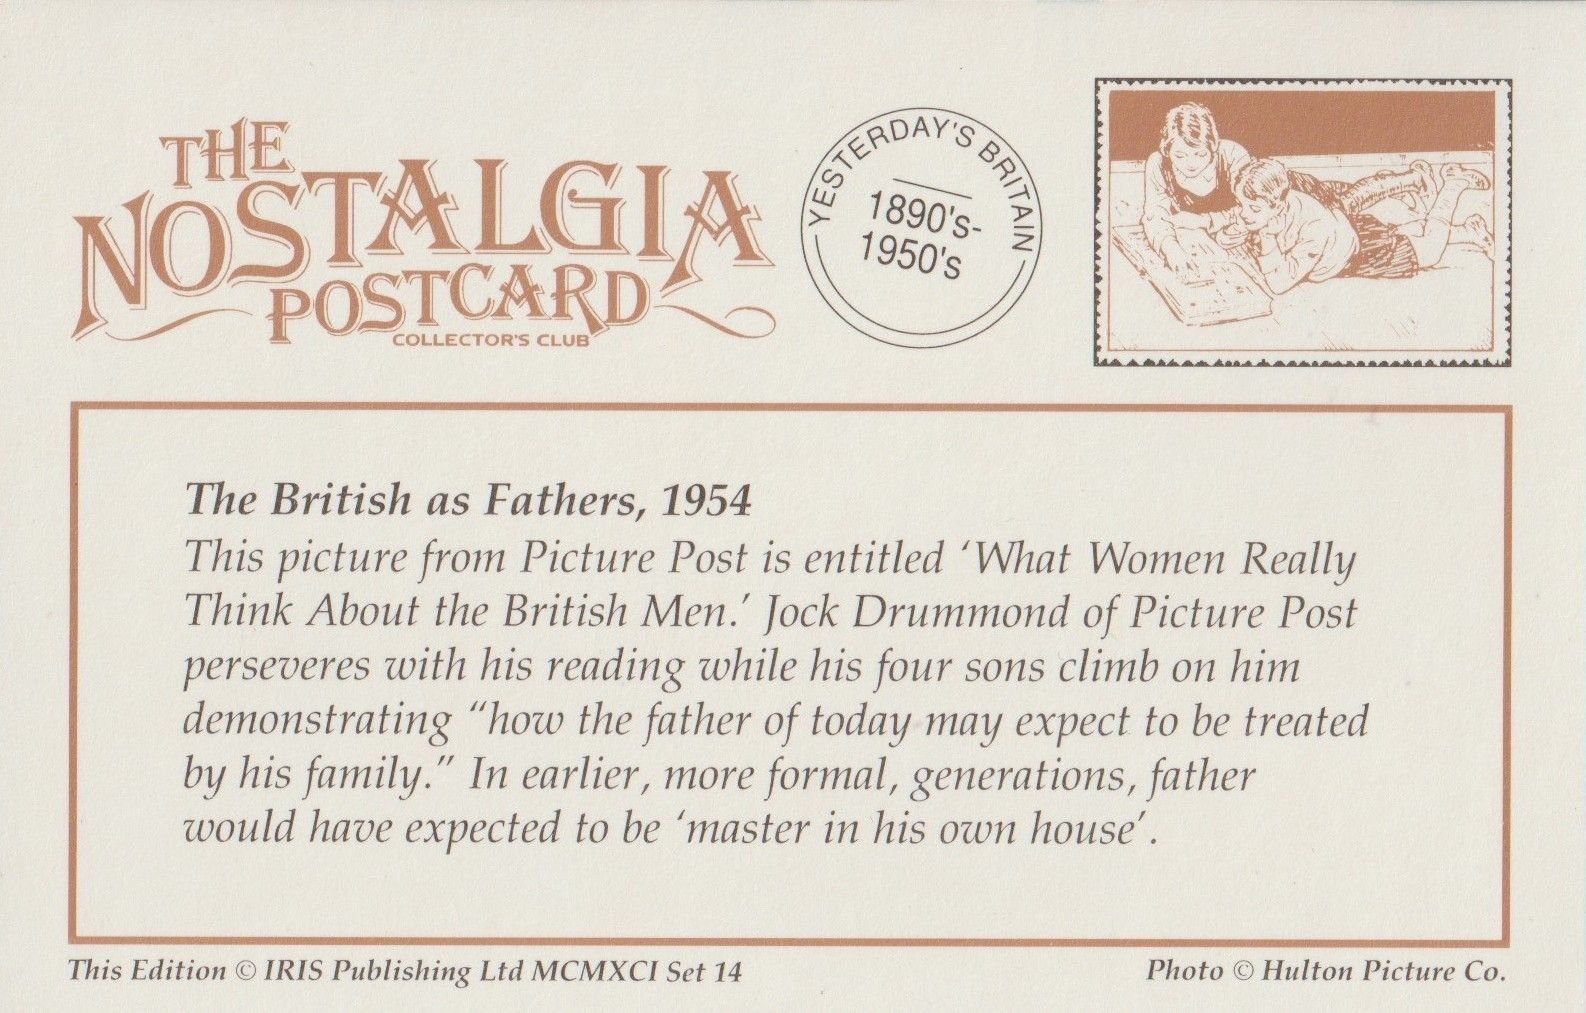 THE
NOSTALGIA
POSTCARD
COLLECTOR'S CLUB
YESTERDAY'S BRITAIN
1890's-
1950's
The British as Fathers, 1954
This picture from Picture Post is entitled ‘What Women Really
Think About the British Men.’ Jock Drummond of Picture Post
perseveres with his reading while his four sons climb on him
demonstrating “how the father of today may expect to be treated
by his family.” In earlier, more formal, generations, father
would have expected to be ‘master in his own house’.
This Edition © IRIS Publishing Ltd MCMXCI Set 14
Photo © Hulton Picture Co.